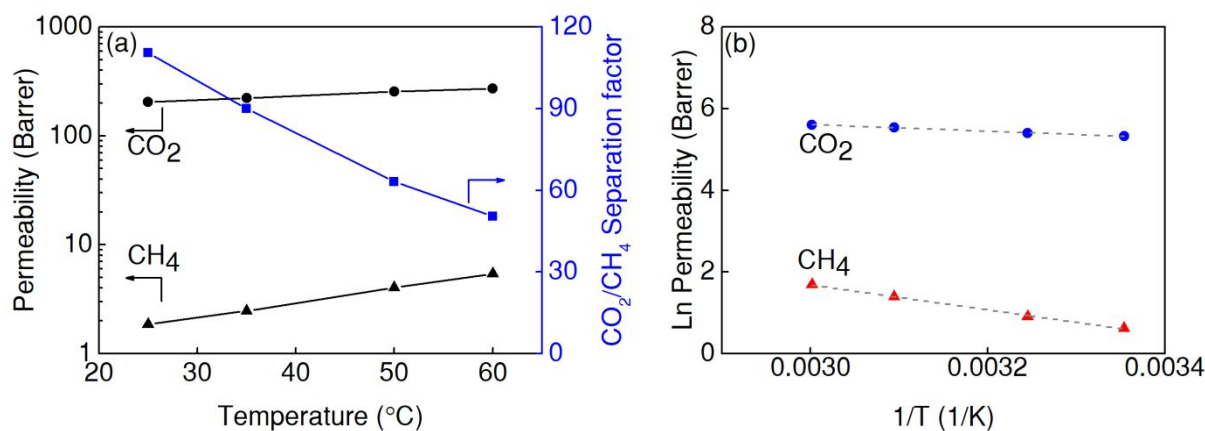 (a)
1000
100
10
1
Permeability (Barrer)
CO₂
CH₄
120
90
60
30
0
CO₂/CH₄ Separation factor
20 30 40 50 60
Temperature (°C)
(b)
8
6
4
2
0
Ln Permeability (Barrer)
CO₂
CH₄
0.0030 0.0032 0.0034
1/T (1/K)